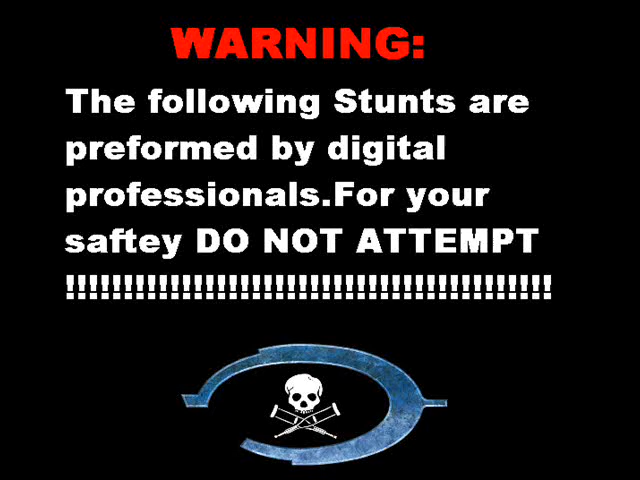 WARNING:
The following Stunts are
preformed by digital
professionals.For your
saftey DO NOT ATTEMPT
!!!!!!!!!!!!!!!!!!!!!!!!!!!!!!!!!!!!!!!!!